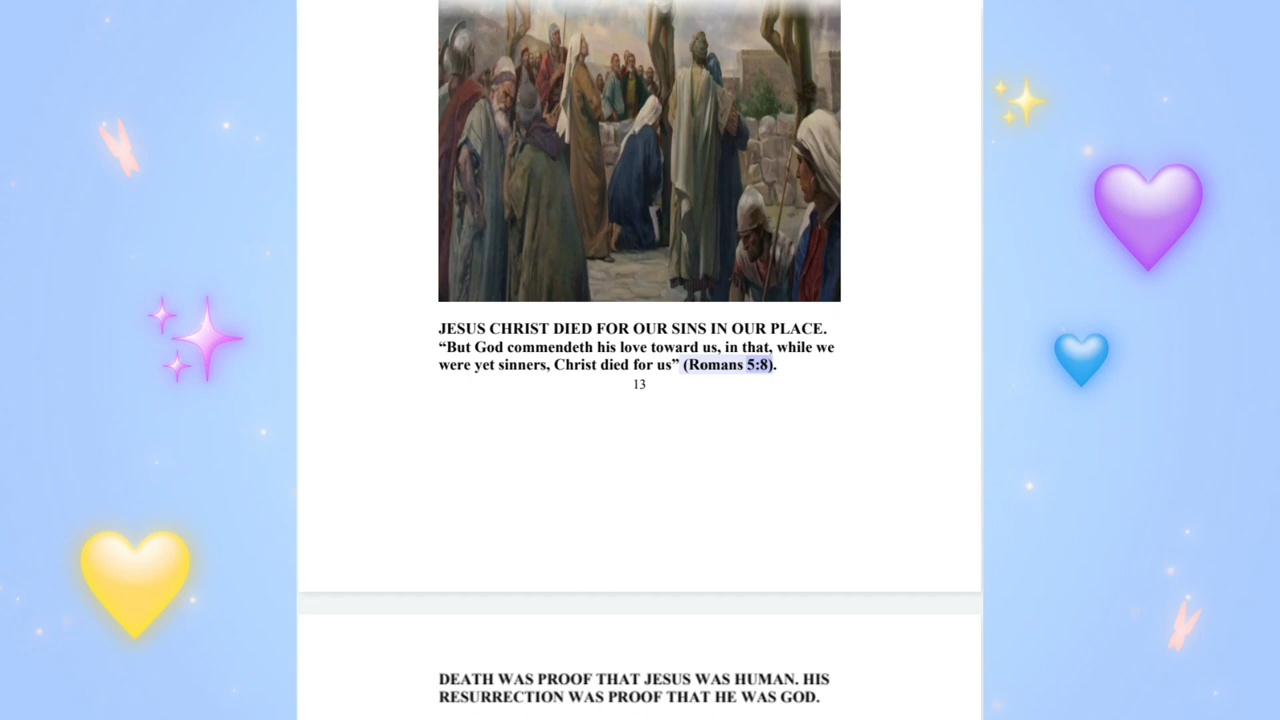 JESUS CHRIST DIED FOR OUR SINS IN OUR PLACE.
“But God commendeth his love toward us, in that, while we
were yet sinners, Christ died for us” (Romans 5:8).
13
DEATH WAS PROOF THAT JESUS WAS HUMAN. HIS
RESURRECTION WAS PROOF THAT HE WAS GOD.